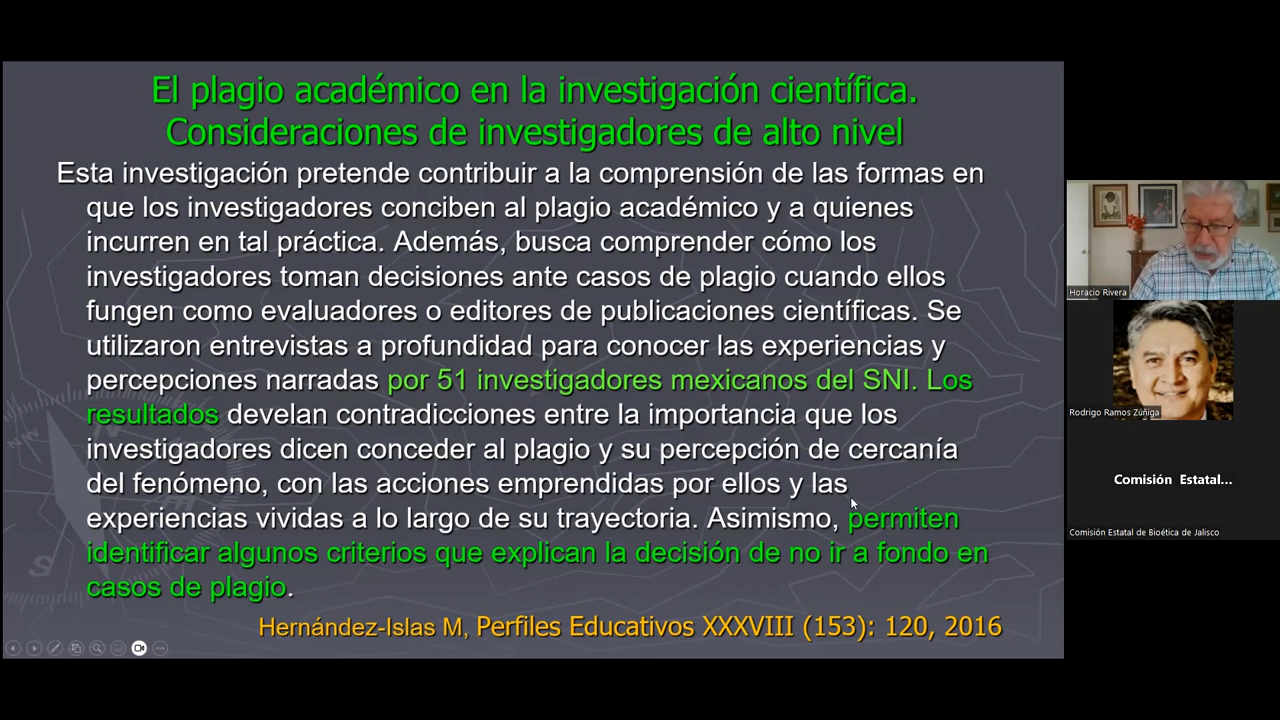 El plagio académico en la investigación científica.
Consideraciones de investigadores de alto nivel
Esta investigación pretende contribuir a la comprensión de las formas en
que los investigadores conciben al plagio académico y a quienes
incurren en tal práctica. Además, busca comprender cómo los
investigadores toman decisiones ante casos de plagio cuando ellos
fungen como evaluadores o editores de publicaciones científicas. Se
utilizaron entrevistas a profundidad para conocer las experiencias y
percepciones narradas por 51 investigadores mexicanos del SNI. Los
resultados develan contradicciones entre la importancia que los
investigadores dicen conceder al plagio y su percepción de cercanía
del fenómeno, con las acciones emprendidas por ellos y las
experiencias vividas a lo largo de su trayectoria. Asimismo, permiten
identificar algunos criterios que explican la decisión de no ir a fondo en
casos de plagio.
Hernández-Islas M, Perfiles Educativos XXXVIII (153): 120, 2016
Horacio Rivera
Rodrigo Ramos Zúñiga
Comisión Estatal...
Comisión Estatal de Bioética de Jalisco